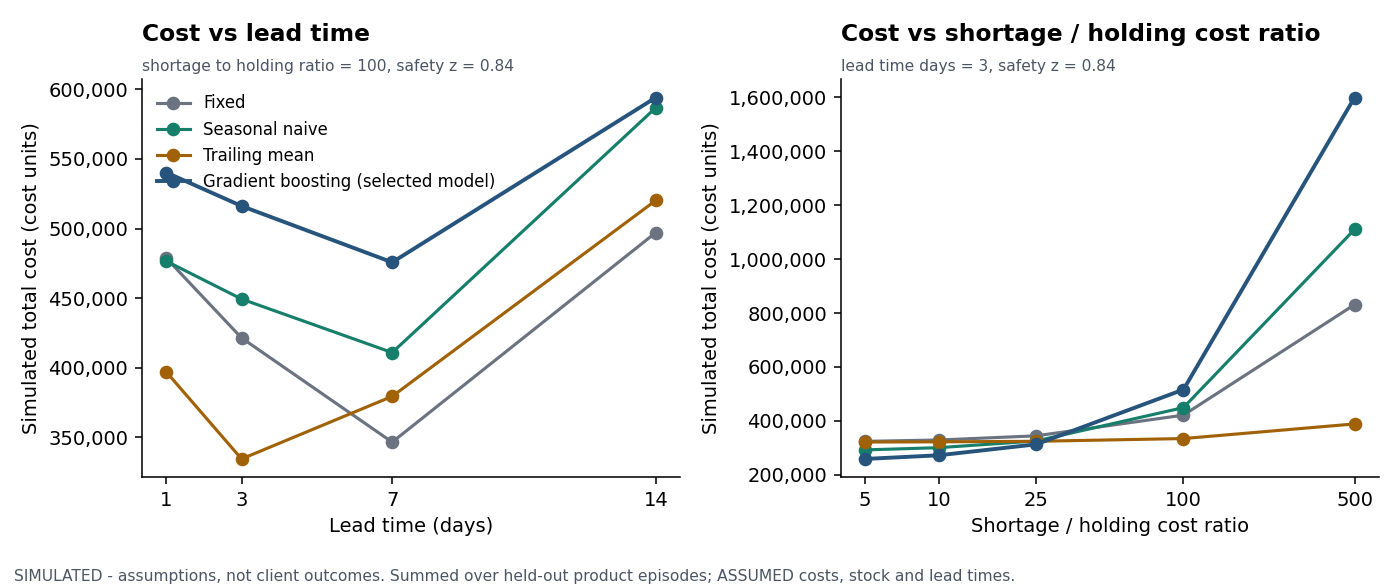 Cost vs lead time
shortage to holding ratio = 100, safety z = 0.84
600,000
550,000
500,000
450,000
400,000
350,000
Simulated total cost (cost units)
Fixed
Seasonal naive
Trailing mean
Gradient boosting (selected model)
1 3 7 14
Lead time (days)
Cost vs shortage / holding cost ratio
lead time days = 3, safety z = 0.84
1,600,000
1,400,000
1,200,000
1,000,000
800,000
600,000
400,000
200,000
Simulated total cost (cost units)
5 10 25 100 500
Shortage / holding cost ratio
SIMULATED - assumptions, not client outcomes. Summed over held-out product episodes; ASSUMED costs, stock and lead times.